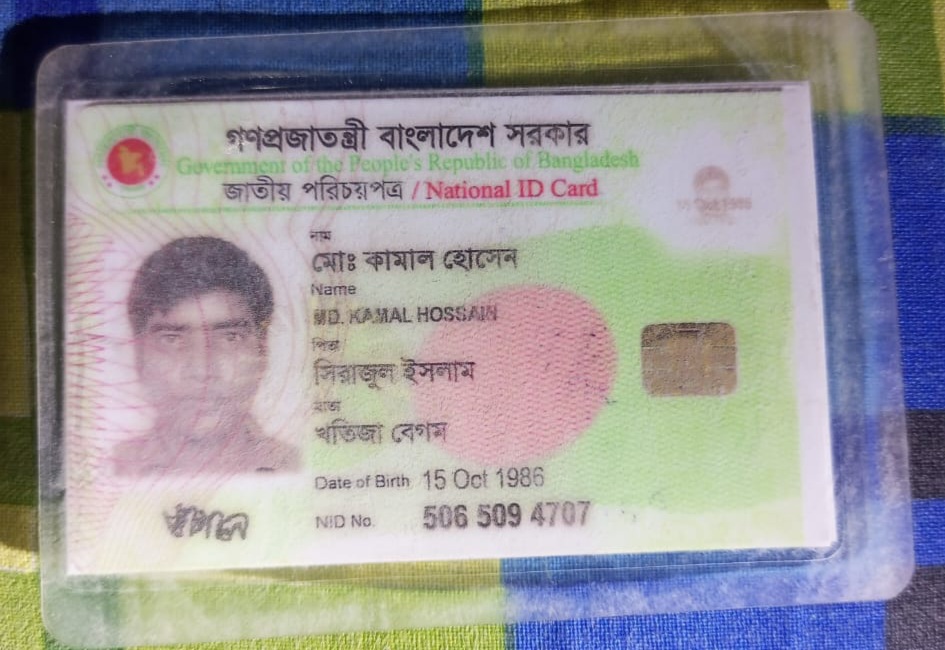 গণপ্রজাতন্ত্রী বাংলাদেশ সরকার
Government of the People's Republic of Bangladesh
জাতীয় পরিচয়পত্র / National ID Card
নাম
মোঃ কামাল হোসেন
Name
MD. KAMAL HOSSAIN
পিতা
সিরাজুল ইসলাম
মাতা
খতিজা বেগম
Date of Birth 15 Oct 1986
NID No. 506 509 4707